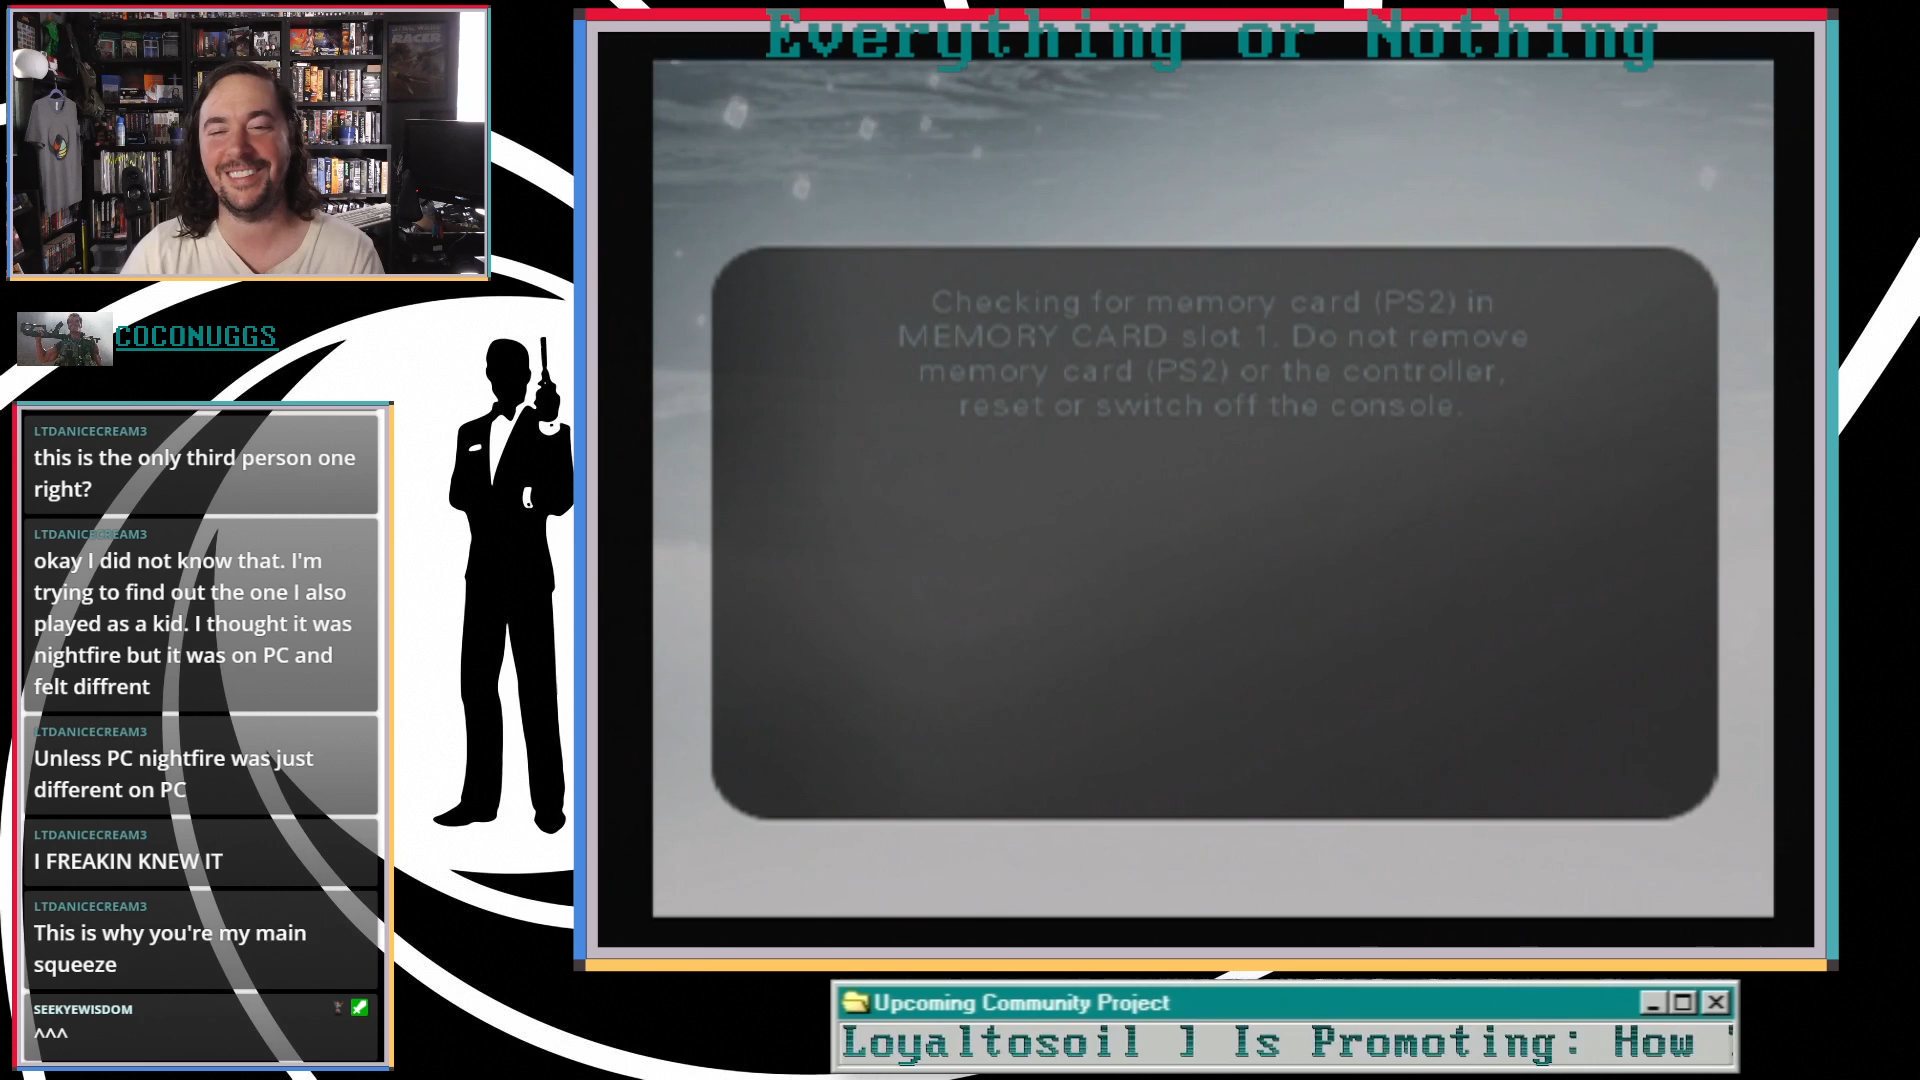 Everything or Nothing
RACER
COCONUGGS
Checking for memory card (PS2) in
MEMORY CARD slot 1. Do not remove
memory card (PS2) or the controller,
reset or switch off the console.
LTDANICECREAM3
this is the only third person one
right?
LTDANICECREAM3
okay I did not know that. I'm
trying to find out the one I also
played as a kid. I thought it was
nightfire but it was on PC and
felt diffrent
LTDANICECREAM3
Unless PC nightfire was just
different on PC
LTDANICECREAM3
I FREAKIN KNEW IT
LTDANICECREAM3
This is why you're my main
squeeze
SEEKYEWISDOM
^^^
Upcoming Community Project
Loyaltosoil ] Is Promoting: How